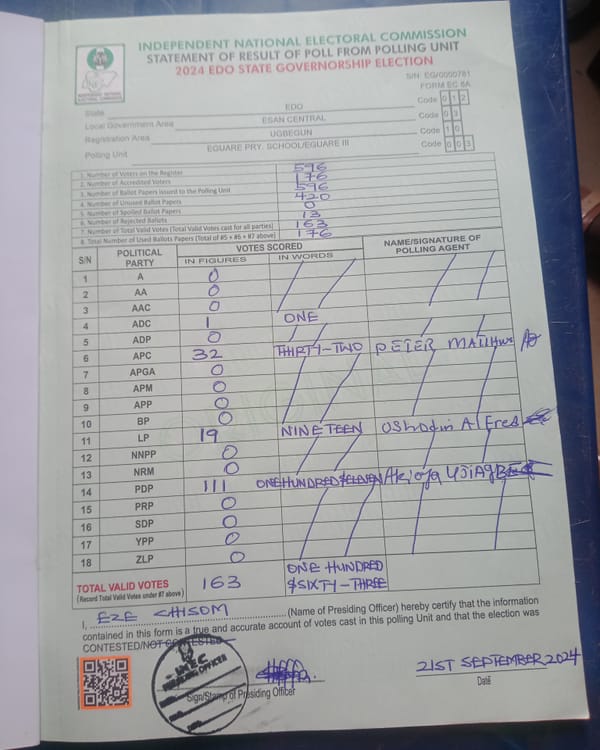 INDEPENDENT NATIONAL ELECTORAL COMMISSION
STATEMENT OF RESULT OF POLL FROM POLLING UNIT
2024 EDO STATE GOVERNORSHIP ELECTION
S/N: EG/0000781
FORM EC 8A
State EDO Code 0 1 2
Local Government Area ESAN CENTRAL Code 0 3
Registration Area UGBEGUN Code 1 0
Polling Unit EGUARE PRY. SCHOOL/EGUARE III Code 0 0 3
1. Number of Voters on the Register 596
2. Number of Accredited Voters 176
3. Number of Ballot Papers Issued to the Polling Unit 596
4. Number of Unused Ballot Papers 420
5. Number of Spoiled Ballot Papers 0
6. Number of Rejected Ballots 13
7. Number of Total Valid Votes (Total Valid Votes cast for all parties) 163
8. Total Number of Used Ballot Papers (Total of #5 + #6 + #7 above) 176
S/N POLITICAL PARTY VOTES SCORED NAME/SIGNATURE OF POLLING AGENT
IN FIGURES IN WORDS
1 A 0
2 AA 0
3 AAC 0
4 ADC 1 ONE
5 ADP 0
6 APC 32 THIRTY-TWO PETER MATTHWS
7 APGA 0
8 APM 0
9 APP 0
10 BP 0
11 LP 19 NINETEEN
12 NNPP 0
13 NRM 0
14 PDP 111 ONE HUNDRED & ELEVEN
15 PRP 0
16 SDP 0
17 YPP 0
18 ZLP 0
TOTAL VALID VOTES 163 ONE HUNDRED & SIXTY-THREE
(Record Total Valid Votes under #7 above)
I, EZE CHISOM (Name of Presiding Officer) hereby certify that the information
contained in this form is a true and accurate account of votes cast in this polling Unit and that the election was
CONTESTED/NOT CONTESTED
INEC
PRESIDING OFFICER
21ST SEPTEMBER 2024
Sign/Stamp of Presiding Officer Date